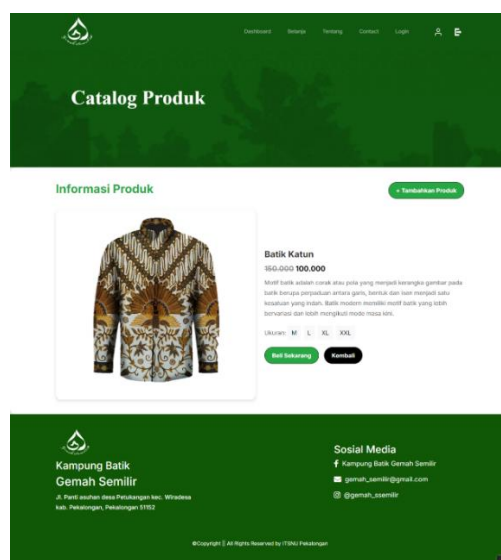 Dashboard Belanja Tentang Contact Login
Catalog Produk
Informasi Produk
+ Tambahkan Produk
Batik Katun
150.000 100.000
Motif batik adalah corak atau pola yang menjadi kerangka gambar pada
batik berupa perpaduan antara garis, bentuk dan isen menjadi satu
kesatuan yang indah. Batik modern memiliki motif batik yang lebih
bervariasi dan lebih mengikuti mode masa kini.
Ukuran: M L XL XXL
Beli Sekarang Kembali
Kampung Batik
Gemah Semilir
Jl. Panti asuhan desa Petukangan kec. Wiradesa
kab. Pekalongan, Pekalongan 51152
Sosial Media
Kampung Batik Gemah Semilir
gemah_semilir@gmail.com
@gemah_ssemilir
©Copyright || All Rights Reserved by ITSNU Pekalongan